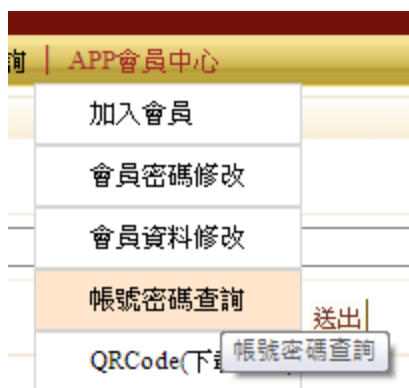 詢 | APP會員中心
加入會員
會員密碼修改
會員資料修改
帳號密碼查詢
送出
帳號密碼查詢
QRCode(下